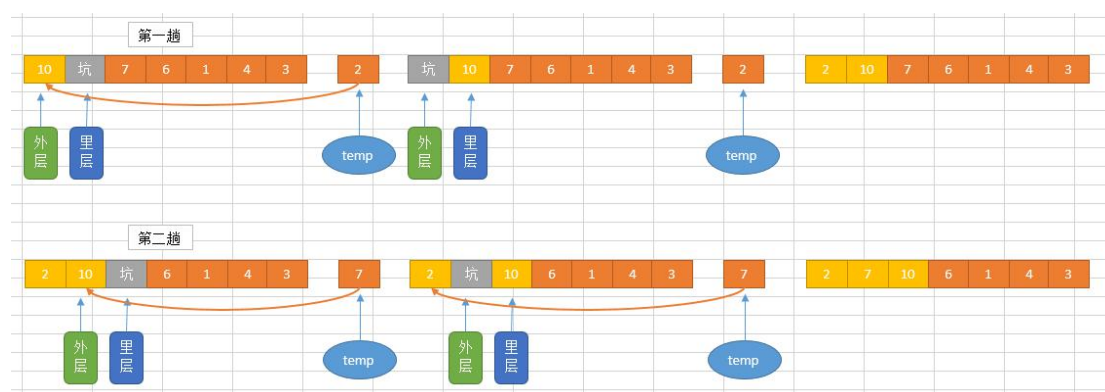 第一趟
10 坑 7 6 1 4 3 2 坑 10 7 6 1 4 3 2 2 10 7 6 1 4 3
外层 里层 temp 外层 里层 temp
第二趟
2 10 坑 6 1 4 3 7 2 坑 10 6 1 4 3 7 2 7 10 6 1 4 3
外层 里层 temp 外层 里层 temp